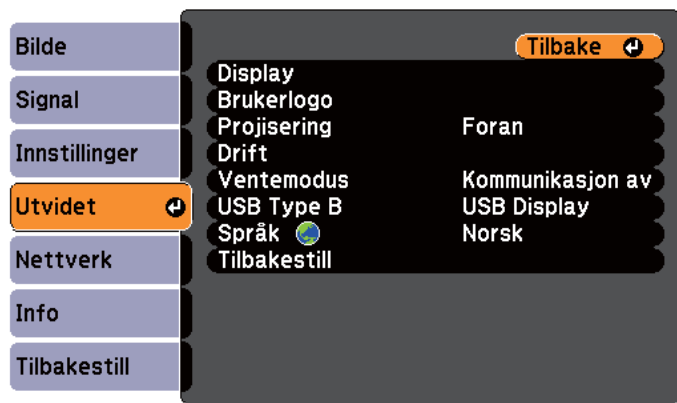 Bilde
Signal
Innstillinger
Utvidet
Nettverk
Info
Tilbakestill
Tilbake
Display
Brukerlogo
Projisering Foran
Drift
Ventemodus Kommunikasjon av
USB Type B USB Display
Språk Norsk
Tilbakestill